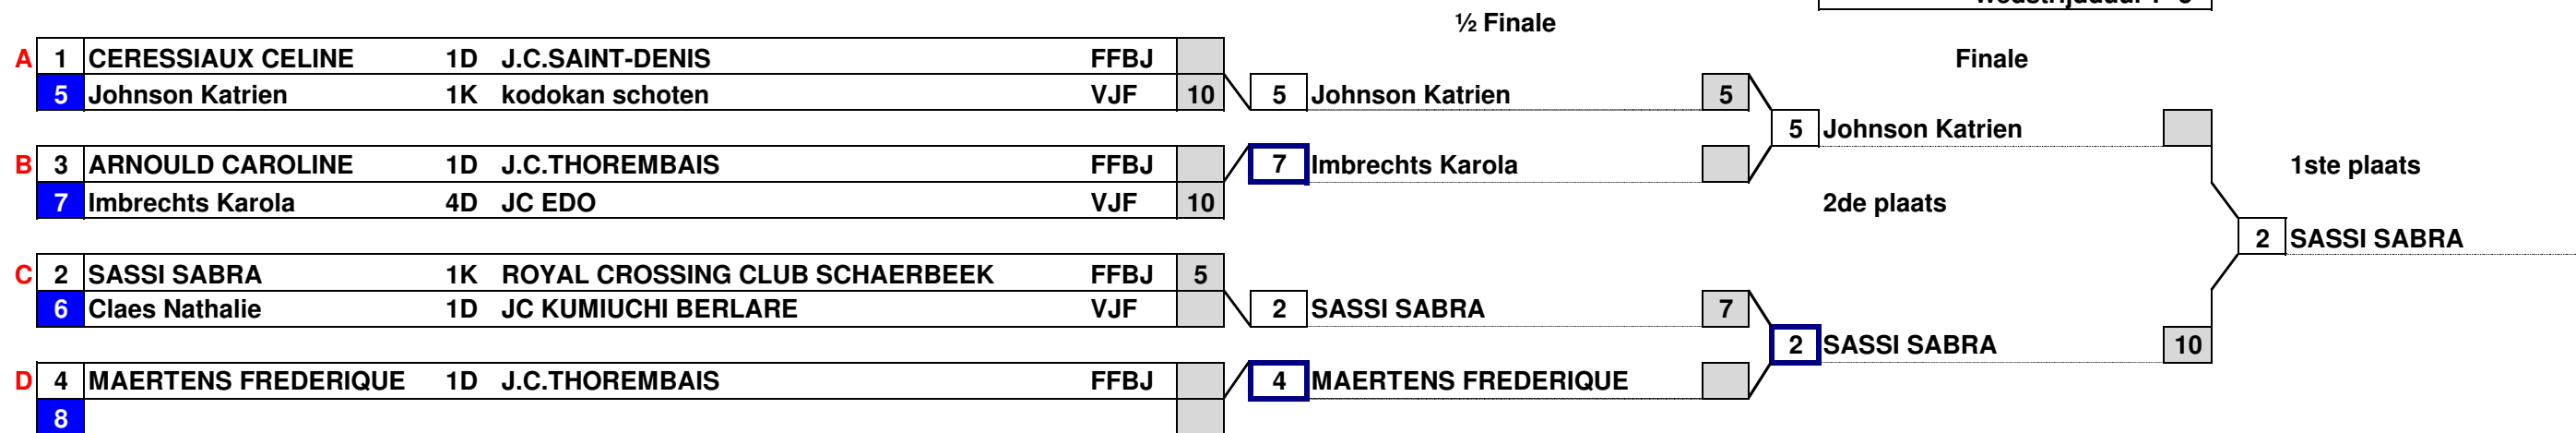 ½ Finale
A 1 CERESSIAUX CELINE 1D J.C.SAINT-DENIS FFBJ Finale
5 Johnson Katrien 1K kodokan schoten VJF 10 5 Johnson Katrien 5
5 Johnson Katrien
B 3 ARNOULD CAROLINE 1D J.C.THOREMBAIS FFBJ 7 Imbrechts Karola 1ste plaats
7 Imbrechts Karola 4D JC EDO VJF 10 2de plaats
2 SASSI SABRA
C 2 SASSI SABRA 1K ROYAL CROSSING CLUB SCHAERBEEK FFBJ 5
6 Claes Nathalie 1D JC KUMIUCHI BERLARE VJF 2 SASSI SABRA 7
2 SASSI SABRA 10
D 4 MAERTENS FREDERIQUE 1D J.C.THOREMBAIS FFBJ 4 MAERTENS FREDERIQUE
8